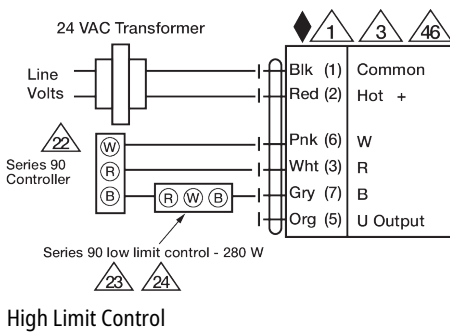 24 VAC Transformer
1 3 46
Line
Volts
Blk (1) Common
Red (2) Hot +
22
Series 90
Controller
W
R
B
Pnk (6) W
Wht (3) R
R W B
Gry (7) B
Org (5) U Output
Series 90 low limit control - 280 W
23 24
High Limit Control